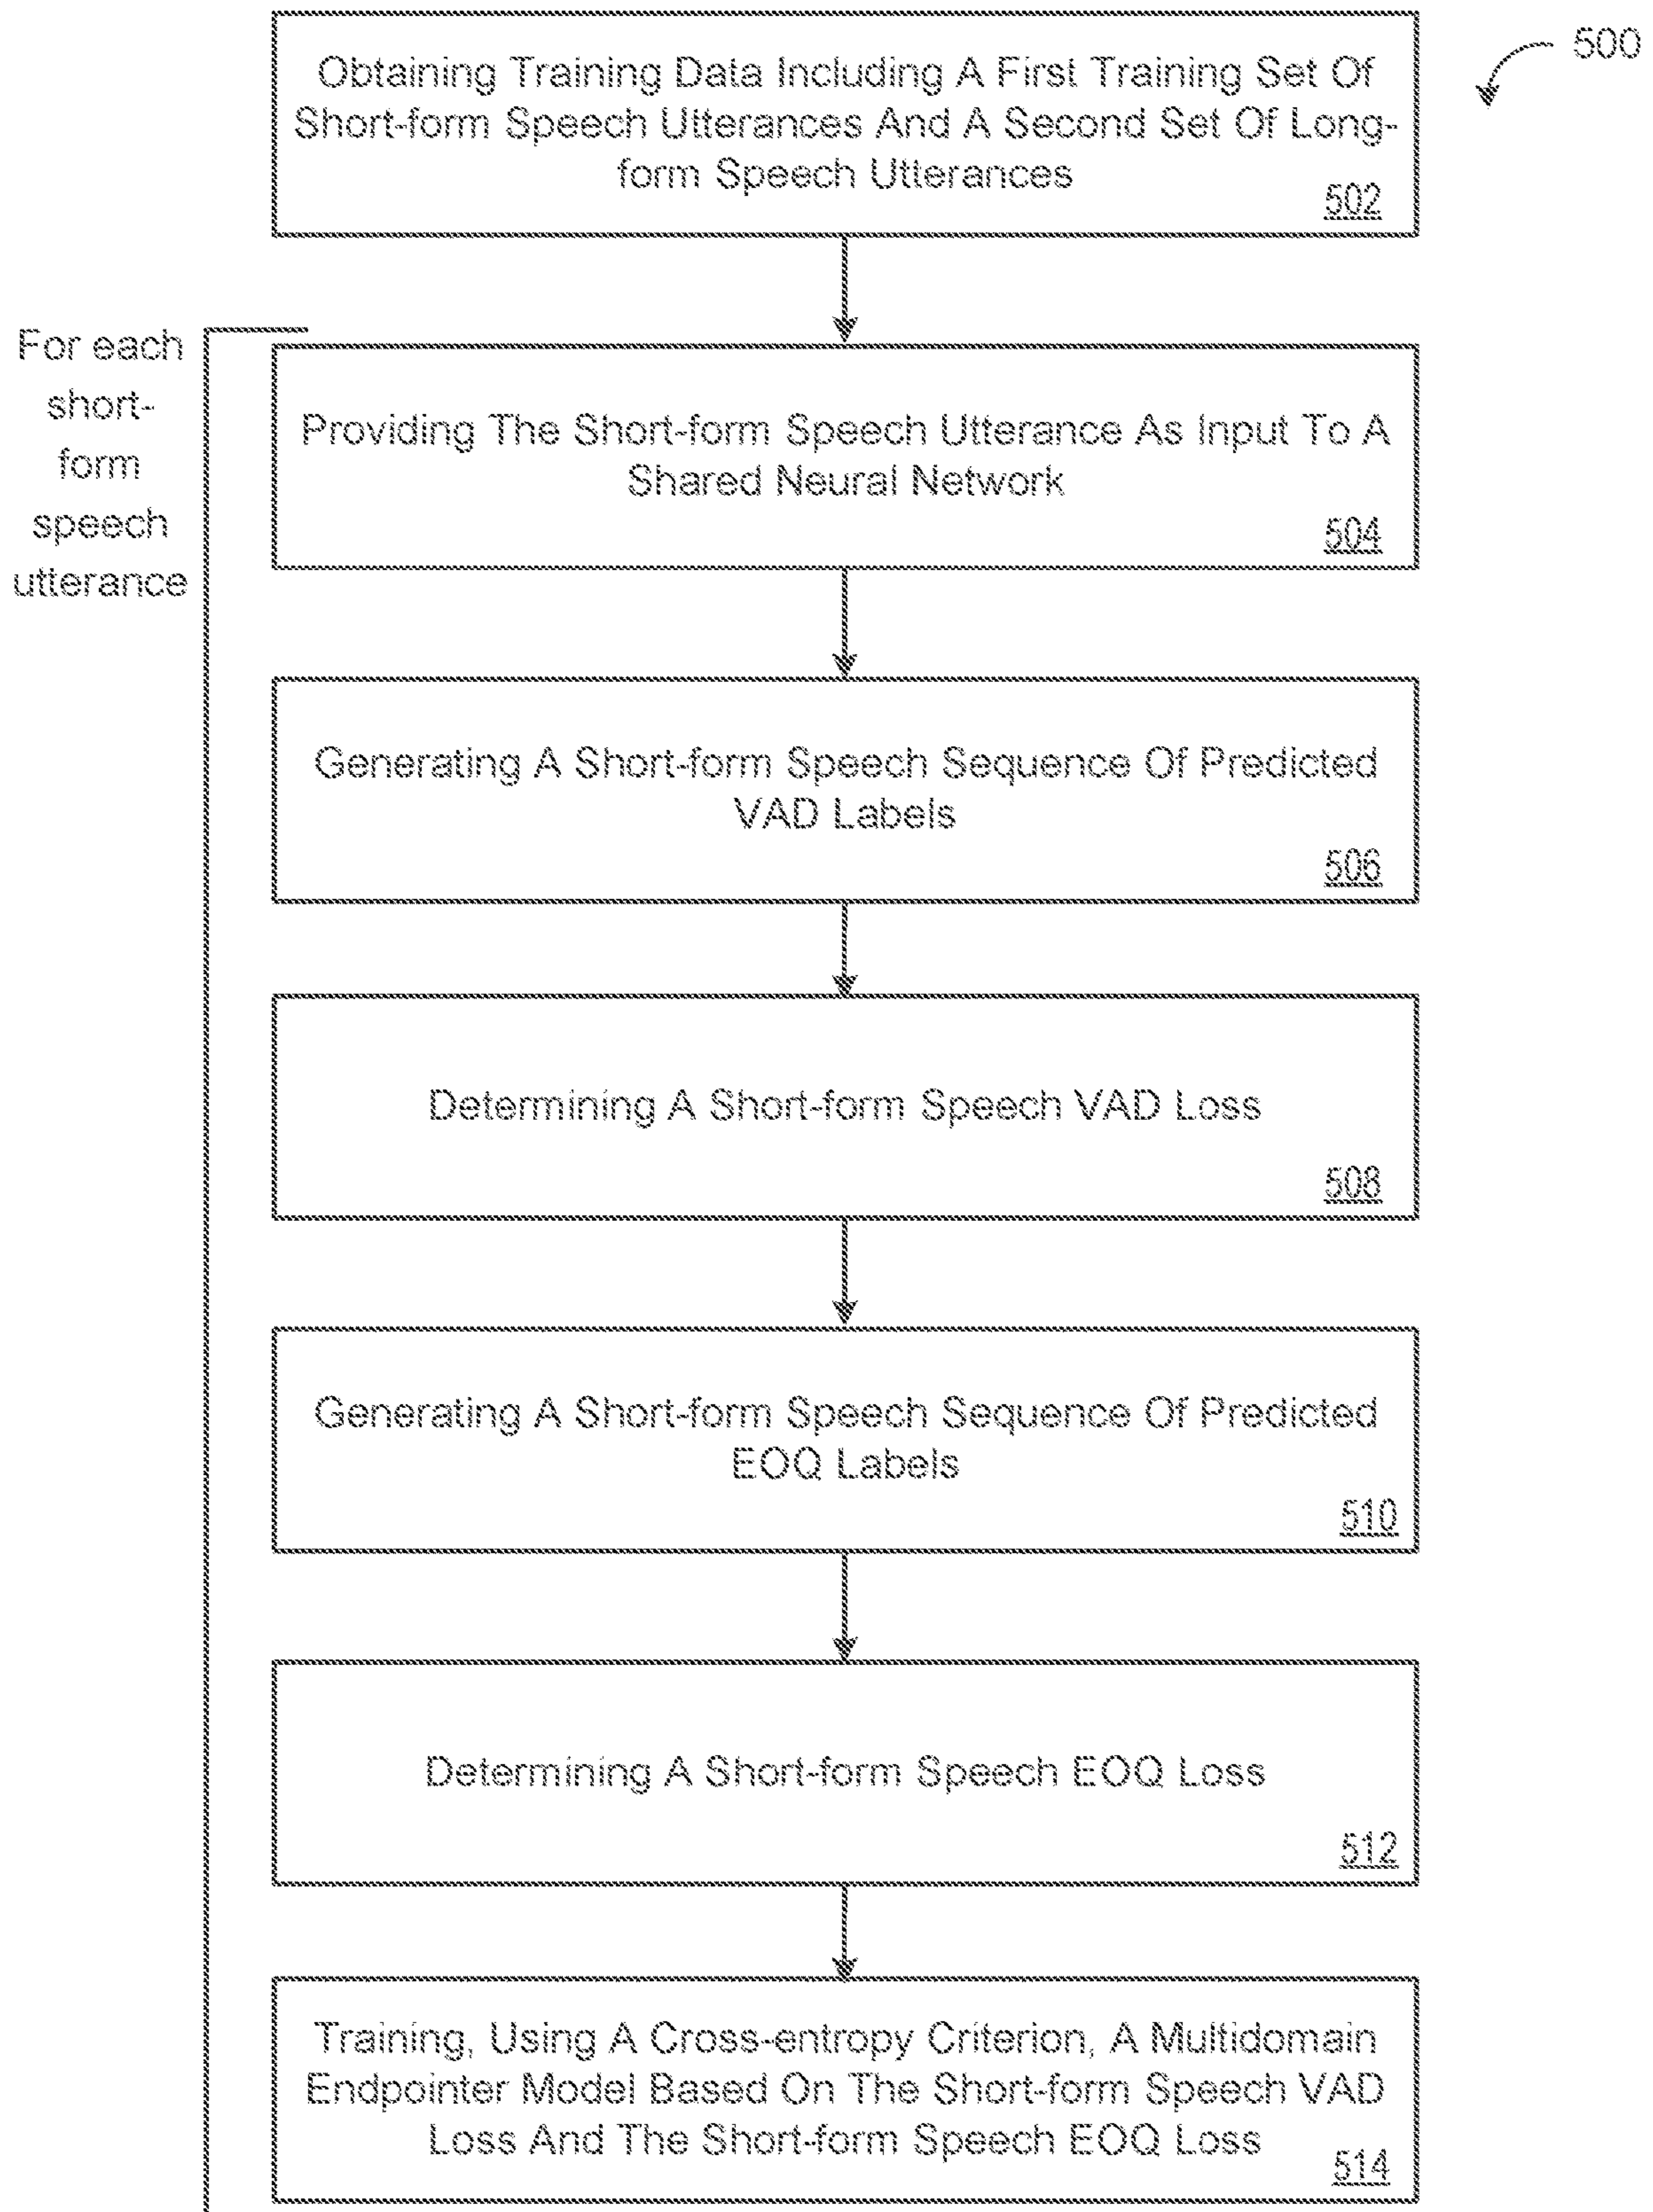 500
Obtaining Training Data Including A First Training Set Of
Short-form Speech Utterances And A Second Set Of Long-
form Speech Utterances
502
For each
short-
form
speech
utterance
Providing The Short-form Speech Utterance As Input To A
Shared Neural Network
504
Generating A Short-form Speech Sequence Of Predicted
VAD Labels
506
Determining A Short-form Speech VAD Loss
508
Generating A Short-form Speech Sequence Of Predicted
EOQ Labels
510
Determining A Short-form Speech EOQ Loss
512
Training, Using A Cross-entropy Criterion, A Multidomain
Endpointer Model Based On The Short-form Speech VAD
Loss And The Short-form Speech EOQ Loss
514